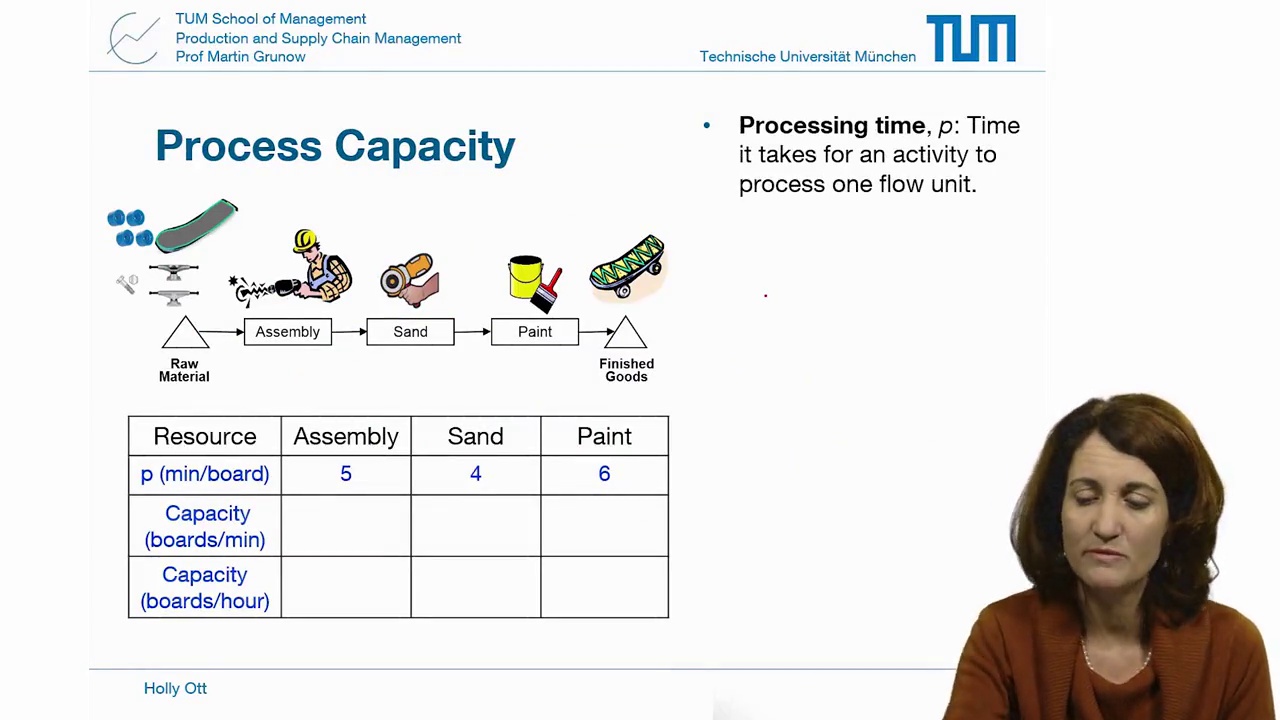 TUM School of Management
Production and Supply Chain Management
Prof Martin Grunow
Technische Universität München
TUM
Process Capacity
• Processing time, p: Time
it takes for an activity to
process one flow unit.
Assembly
Sand
Paint
Raw
Material
Finished
Goods
Resource Assembly Sand Paint
p (min/board) 5 4 6
Capacity
(boards/min)
Capacity
(boards/hour)
Holly Ott